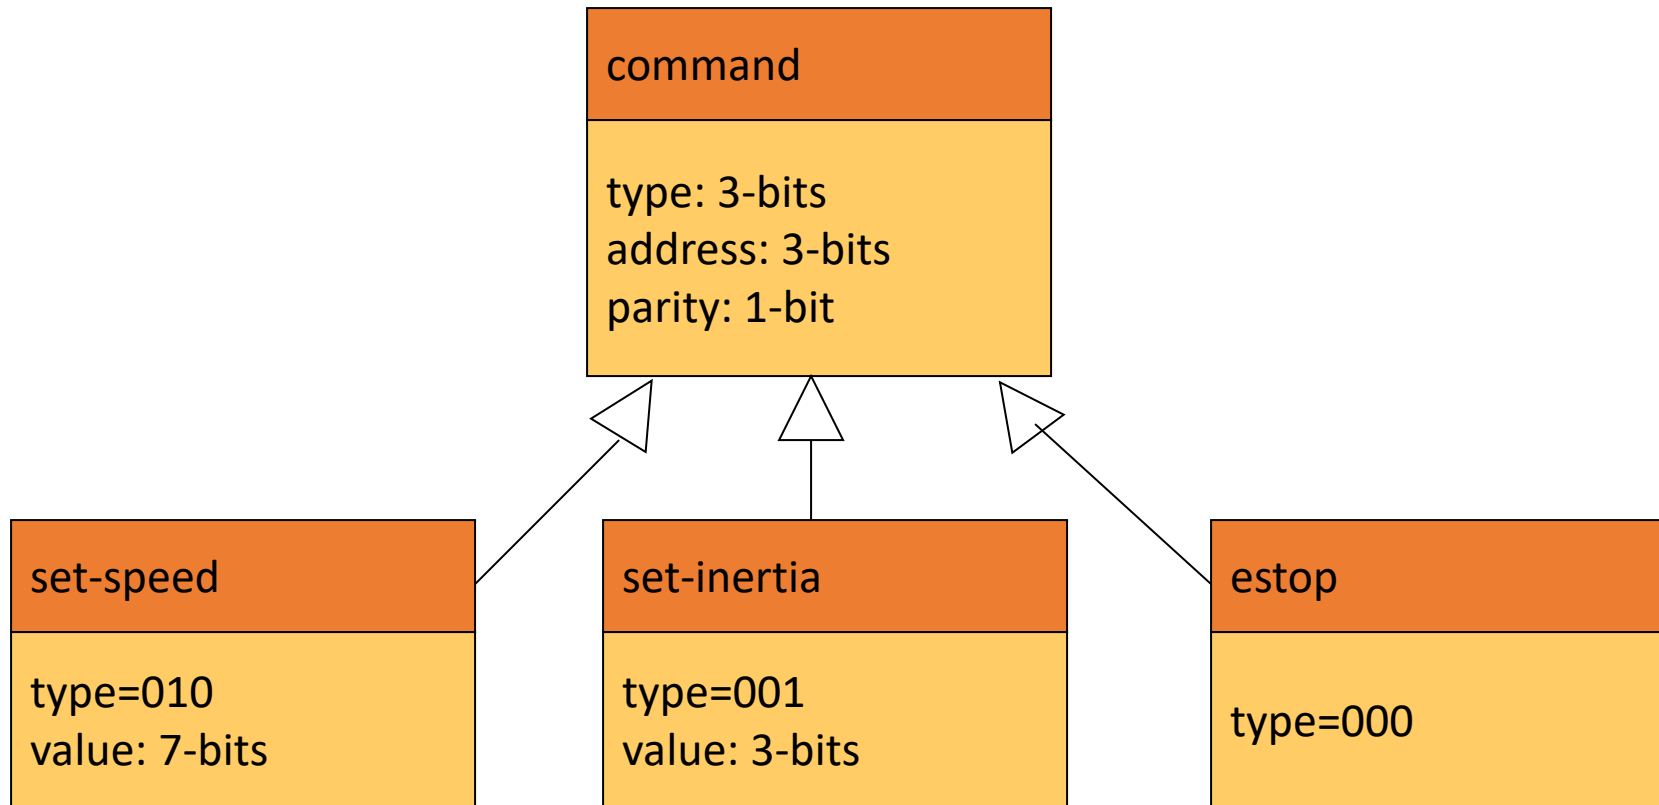 command
type: 3-bits
address: 3-bits
parity: 1-bit
set-speed
type=010
value: 7-bits
set-inertia
type=001
value: 3-bits
estop
type=000